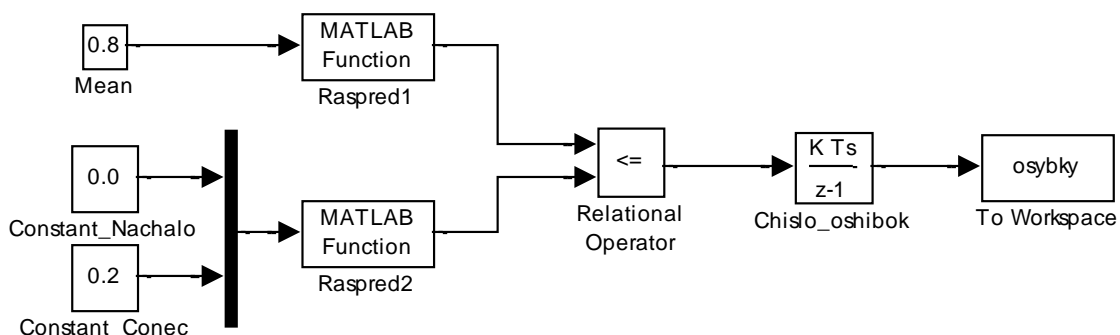 0.8
Mean
MATLAB
Function
Raspred1
0.0
Constant_Nachalo
0.2
Constant_Conec
MATLAB
Function
Raspred2
<=
Relational
Operator
K Ts
z-1
Chislo_oshibok
osybky
To Workspace